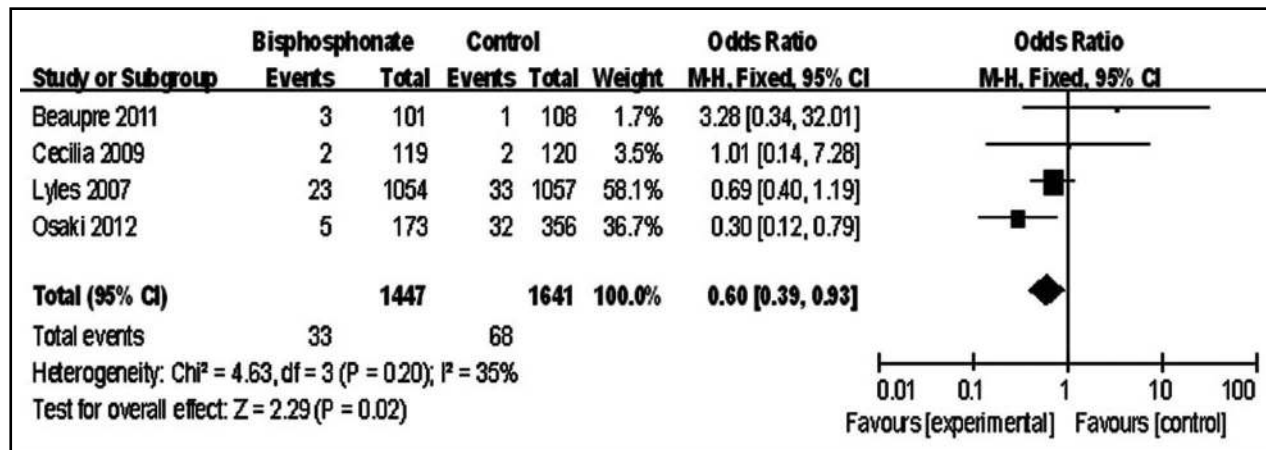 Bisphosphonate Control Odds Ratio Odds Ratio
Study or Subgroup Events Total Events Total Weight M-H, Fixed, 95% CI M-H, Fixed, 95% CI
Beaupre 2011 3 101 1 108 1.7% 3.28 [0.34, 32.01]
Cecilia 2009 2 119 2 120 3.5% 1.01 [0.14, 7.28]
Lyles 2007 23 1054 33 1057 58.1% 0.69 [0.40, 1.19]
Osaki 2012 5 173 32 356 36.7% 0.30 [0.12, 0.79]
Total (95% CI) 1447 1641 100.0% 0.60 [0.39, 0.93]
Total events 33 68
Heterogeneity: Chi² = 4.63, df = 3 (P = 0.20); I² = 35%
Test for overall effect: Z = 2.29 (P = 0.02)
0.01 0.1 1 10 100
Favours [experimental] Favours [control]